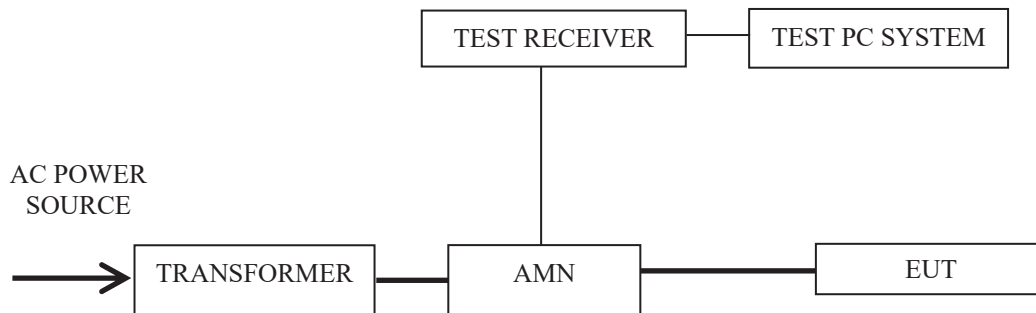 TEST RECEIVER
TEST PC SYSTEM
AC POWER
SOURCE
TRANSFORMER
AMN
EUT